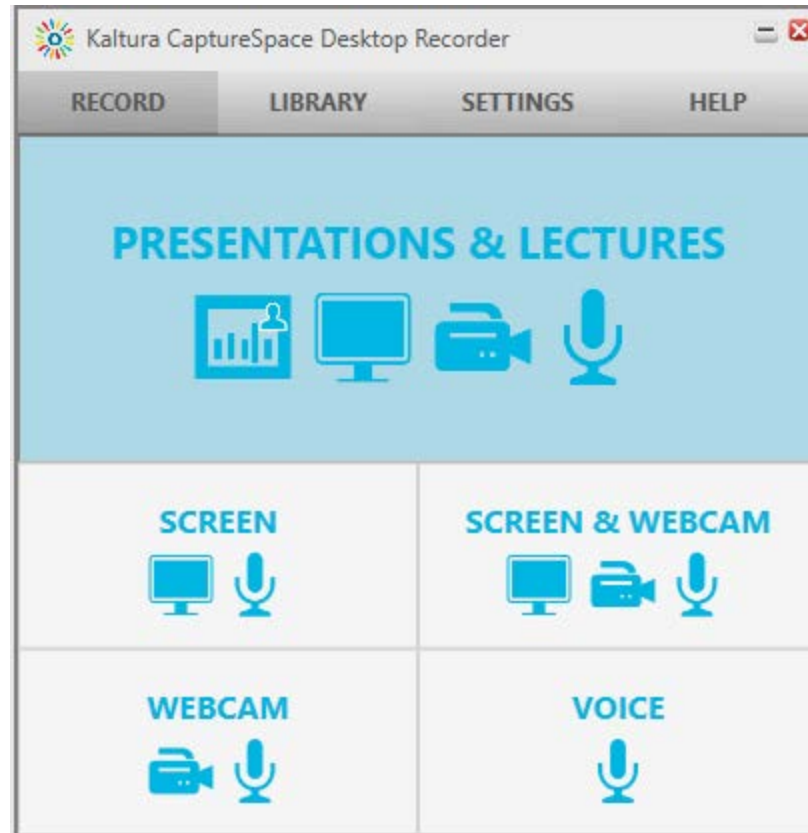 Kaltura CaptureSpace Desktop Recorder
RECORD LIBRARY SETTINGS HELP
PRESENTATIONS & LECTURES
SCREEN
SCREEN & WEBCAM
WEBCAM
VOICE